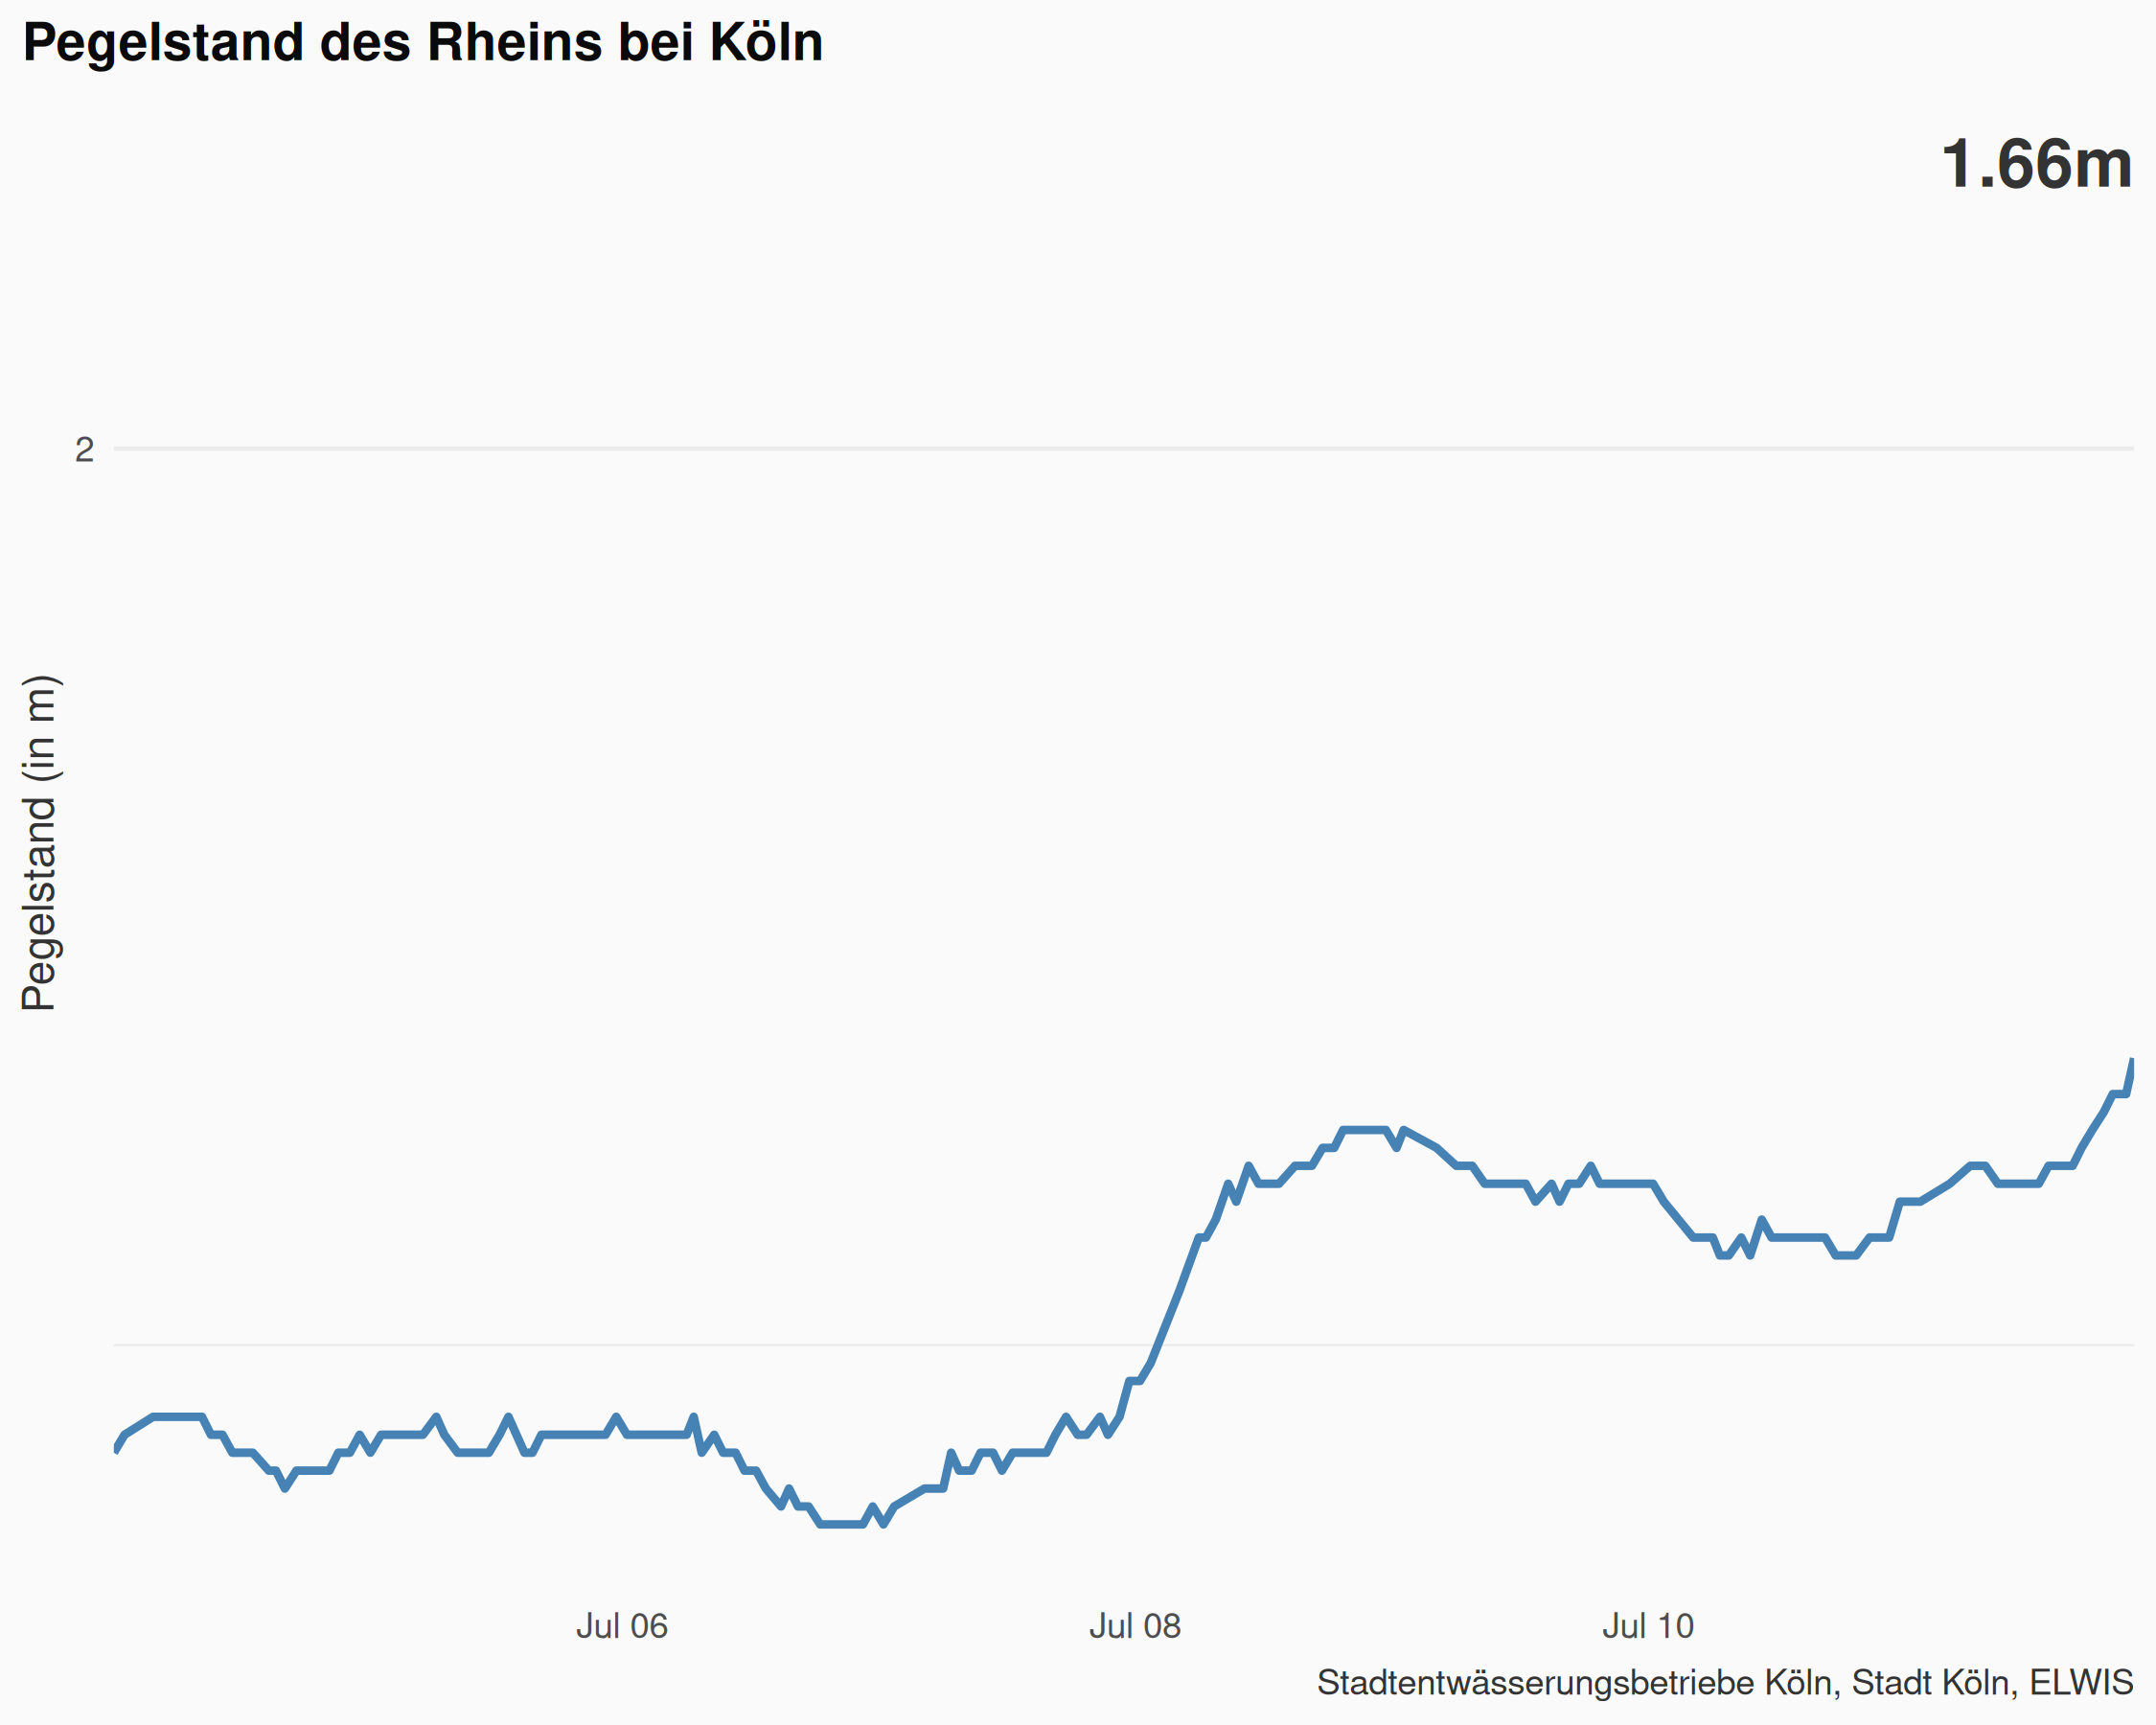 Pegelstand des Rheins bei Köln
1.66m
2
Pegelstand (in m)
Jul 06
Jul 08
Jul 10
Stadtentwässerungsbetriebe Köln, Stadt Köln, ELWIS